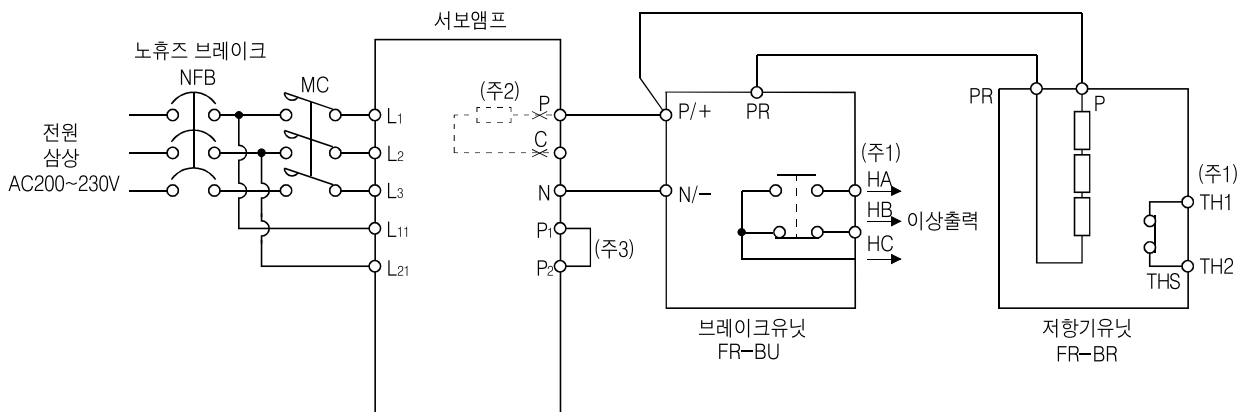 서보앰프
노휴즈 브레이크
NFB
MC
전원
삼상
AC200~230V
L1
L2
L3
L11
L21
(주2)
P
C
N
P1
P2
(주3)
P/+
PR
N/-
(주1)
HA
HB
이상출력
HC
브레이크유닛
FR-BU
PR
P
(주1)
TH1
TH2
THS
저항기유닛
FR-BR